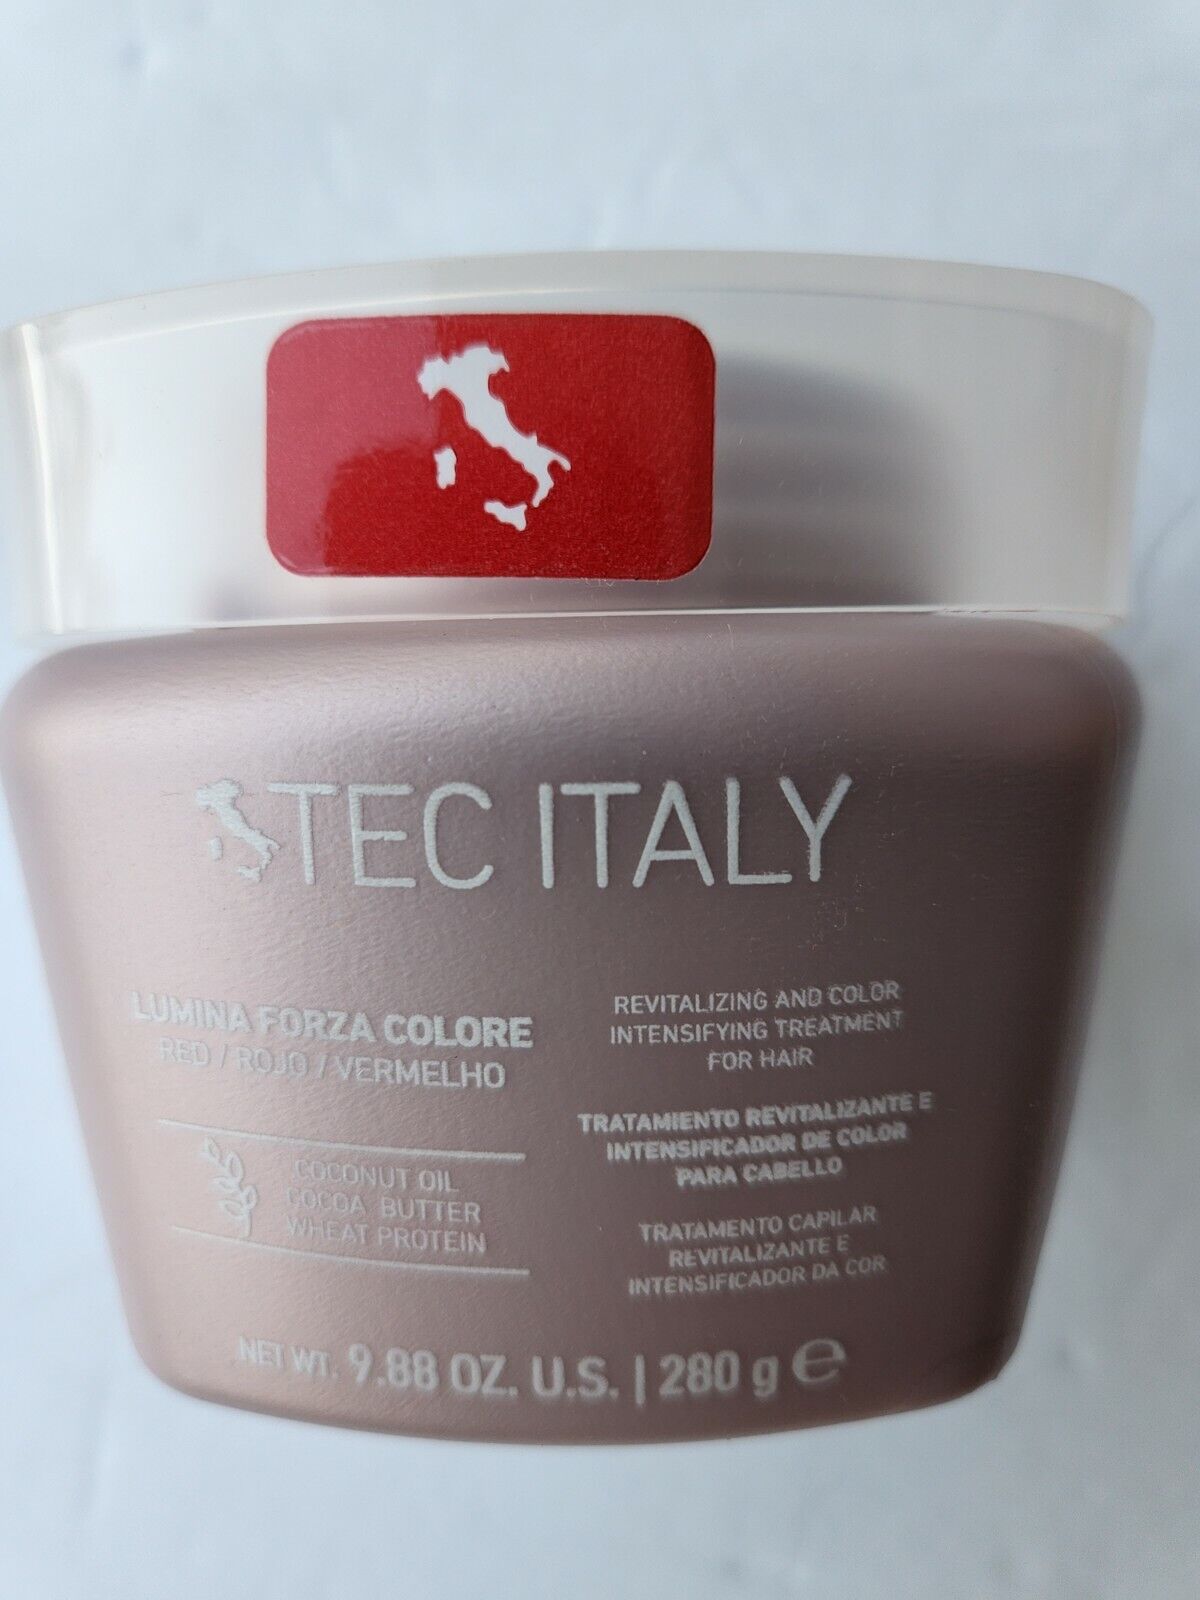 TEC ITALY
LUMINA FORZA COLORE
RED / ROJO / VERMELHO
COCONUT OIL
COCOA BUTTER
WHEAT PROTEIN
REVITALIZING AND COLOR
INTENSIFYING TREATMENT
FOR HAIR
TRATAMIENTO REVITALIZANTE E
INTENSIFICADOR DE COLOR
PARA CABELLO
TRATAMENTO CAPILAR
REVITALIZANTE E
INTENSIFICADOR DA COR
NET WT. 9.88 OZ. U.S. | 280 g ℮